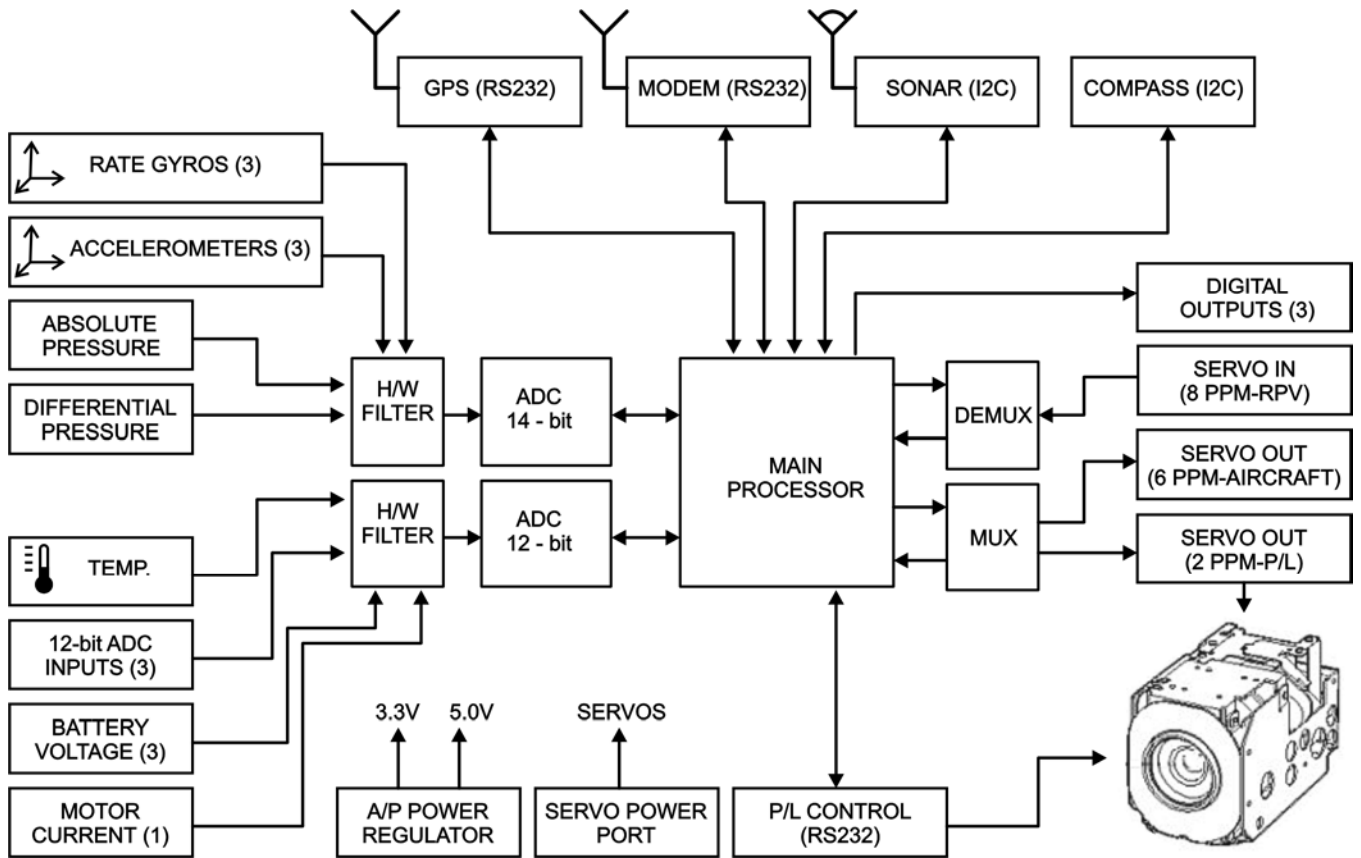 GPS (RS232)
MODEM (RS232)
SONAR (I2C)
COMPASS (I2C)
RATE GYROS (3)
ACCELEROMETERS (3)
ABSOLUTE
PRESSURE
DIFFERENTIAL
PRESSURE
H/W
FILTER
ADC
14 - bit
H/W
FILTER
ADC
12 - bit
MAIN
PROCESSOR
DEMUX
MUX
DIGITAL
OUTPUTS (3)
SERVO IN
(8 PPM-RPV)
SERVO OUT
(6 PPM-AIRCRAFT)
SERVO OUT
(2 PPM-P/L)
TEMP.
12-bit ADC
INPUTS (3)
BATTERY
VOLTAGE (3)
MOTOR
CURRENT (1)
3.3V
5.0V
SERVOS
A/P POWER
REGULATOR
SERVO POWER
PORT
P/L CONTROL
(RS232)